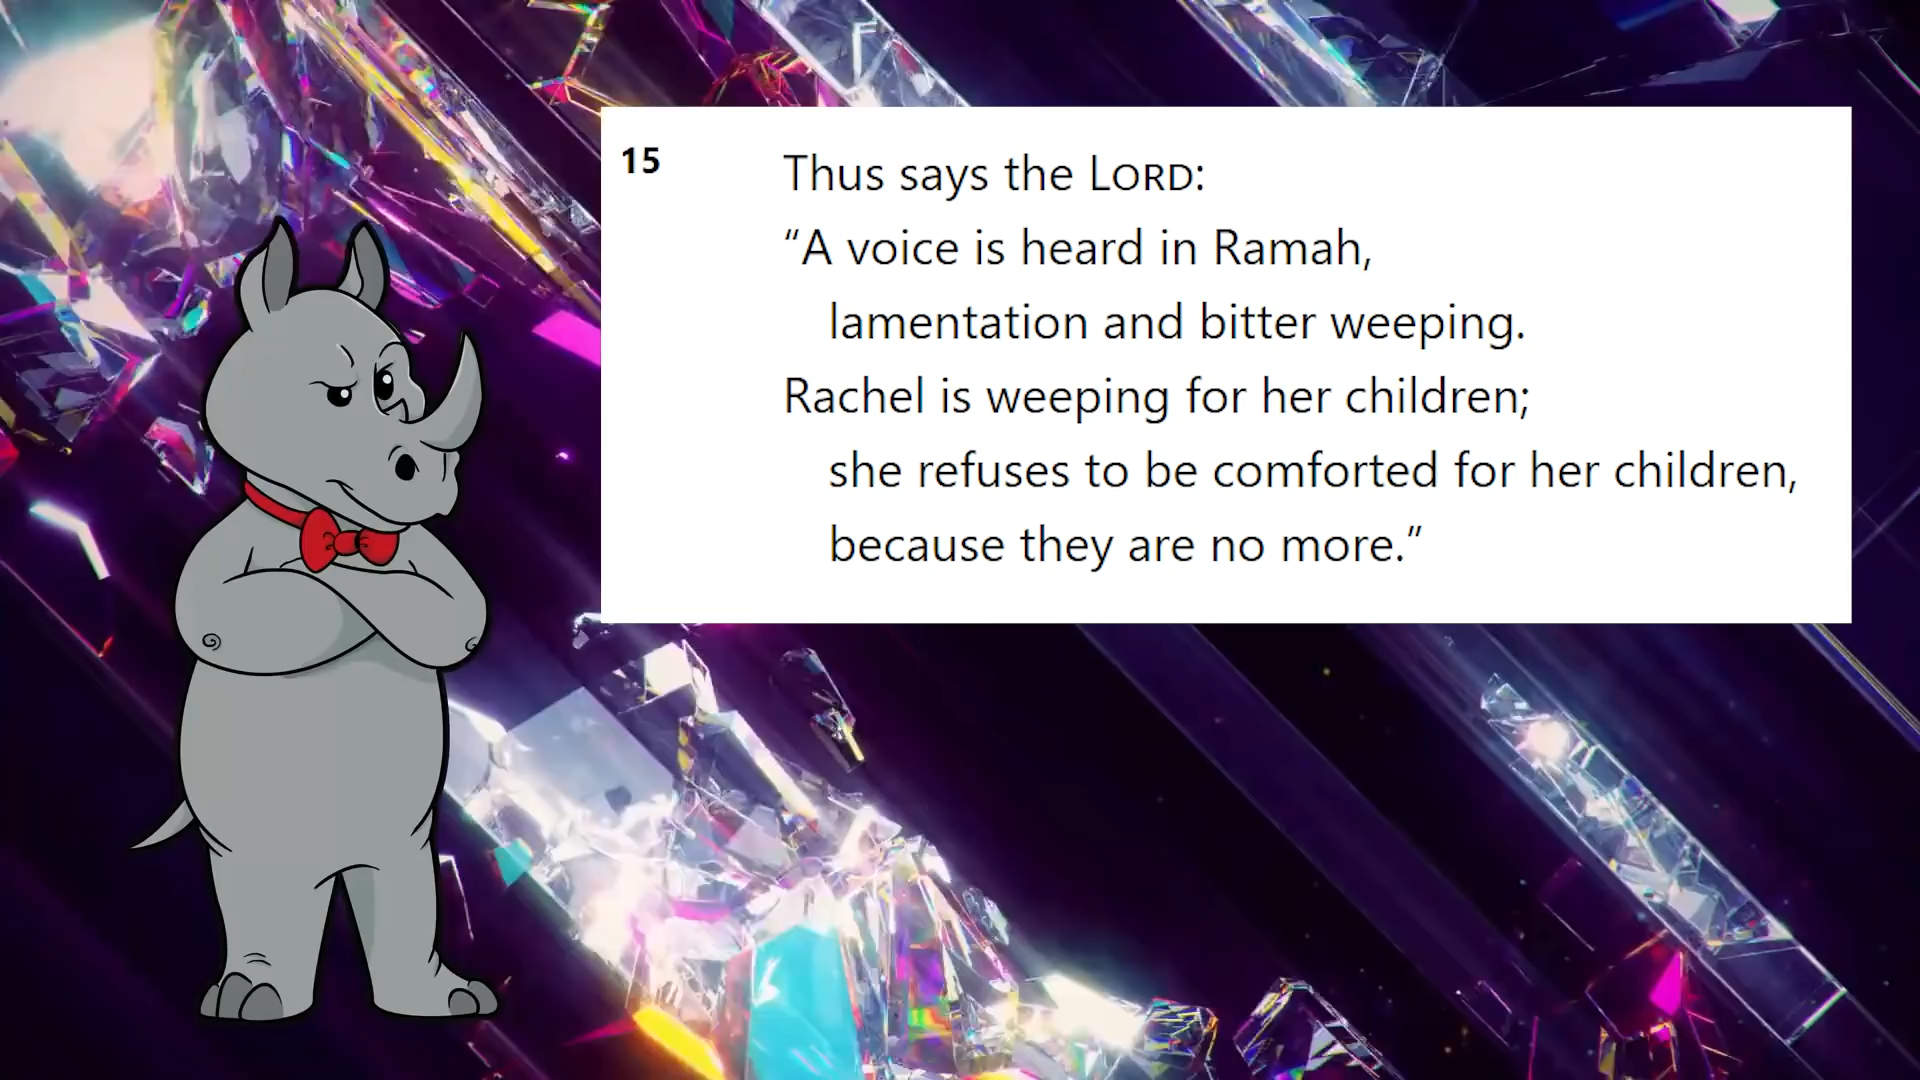 15 Thus says the LORD:
“A voice is heard in Ramah,
lamentation and bitter weeping.
Rachel is weeping for her children;
she refuses to be comforted for her children,
because they are no more.”